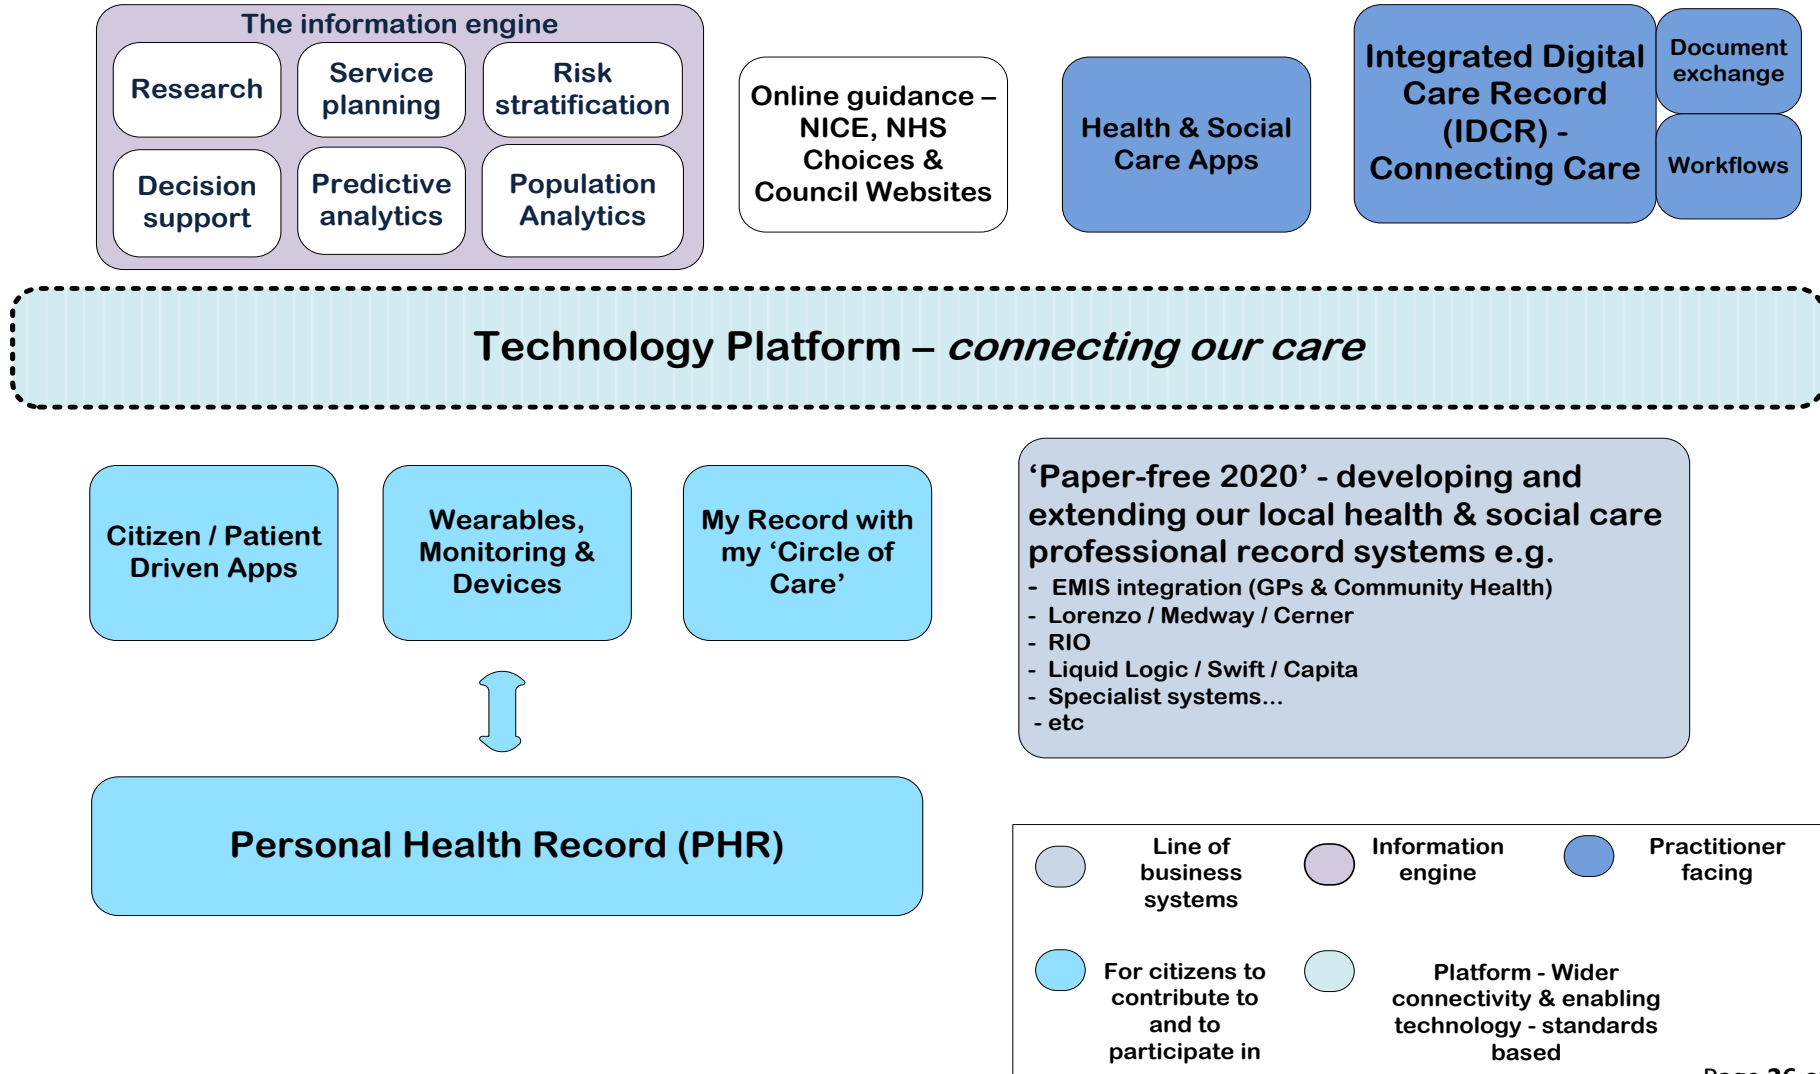 The information engine
Research
Service
planning
Risk
stratification
Decision
support
Predictive
analytics
Population
Analytics
Online guidance –
NICE, NHS
Choices &
Council Websites
Health & Social
Care Apps
Integrated Digital
Care Record
(IDCR) -
Connecting Care
Document
exchange
Workflows
Technology Platform – connecting our care
Citizen / Patient
Driven Apps
Wearables,
Monitoring &
Devices
My Record with
my ‘Circle of
Care’
‘Paper-free 2020’ - developing and
extending our local health & social care
professional record systems e.g.
- EMIS integration (GPs & Community Health)
- Lorenzo / Medway / Cerner
- RIO
- Liquid Logic / Swift / Capita
- Specialist systems…
- etc
Personal Health Record (PHR)
Line of
business
systems
Information
engine
Practitioner
facing
For citizens to
contribute to
and to
participate in
Platform - Wider
connectivity & enabling
technology - standards
based